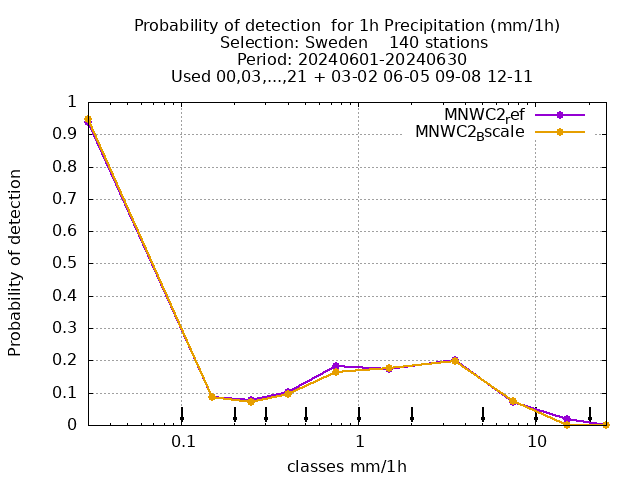 Probability of detection  for 1h Precipitation (mm/1h)
Selection: Sweden    140 stations
Period: 20240601-20240630
Used 00,03,...,21 + 03-02 06-05 09-08 12-11
MNWC2ref
MNWC2Bscale
1
0.9
0.8
0.7
0.6
0.5
0.4
0.3
0.2
0.1
0
Probability of detection
0.1
1
10
classes mm/1h